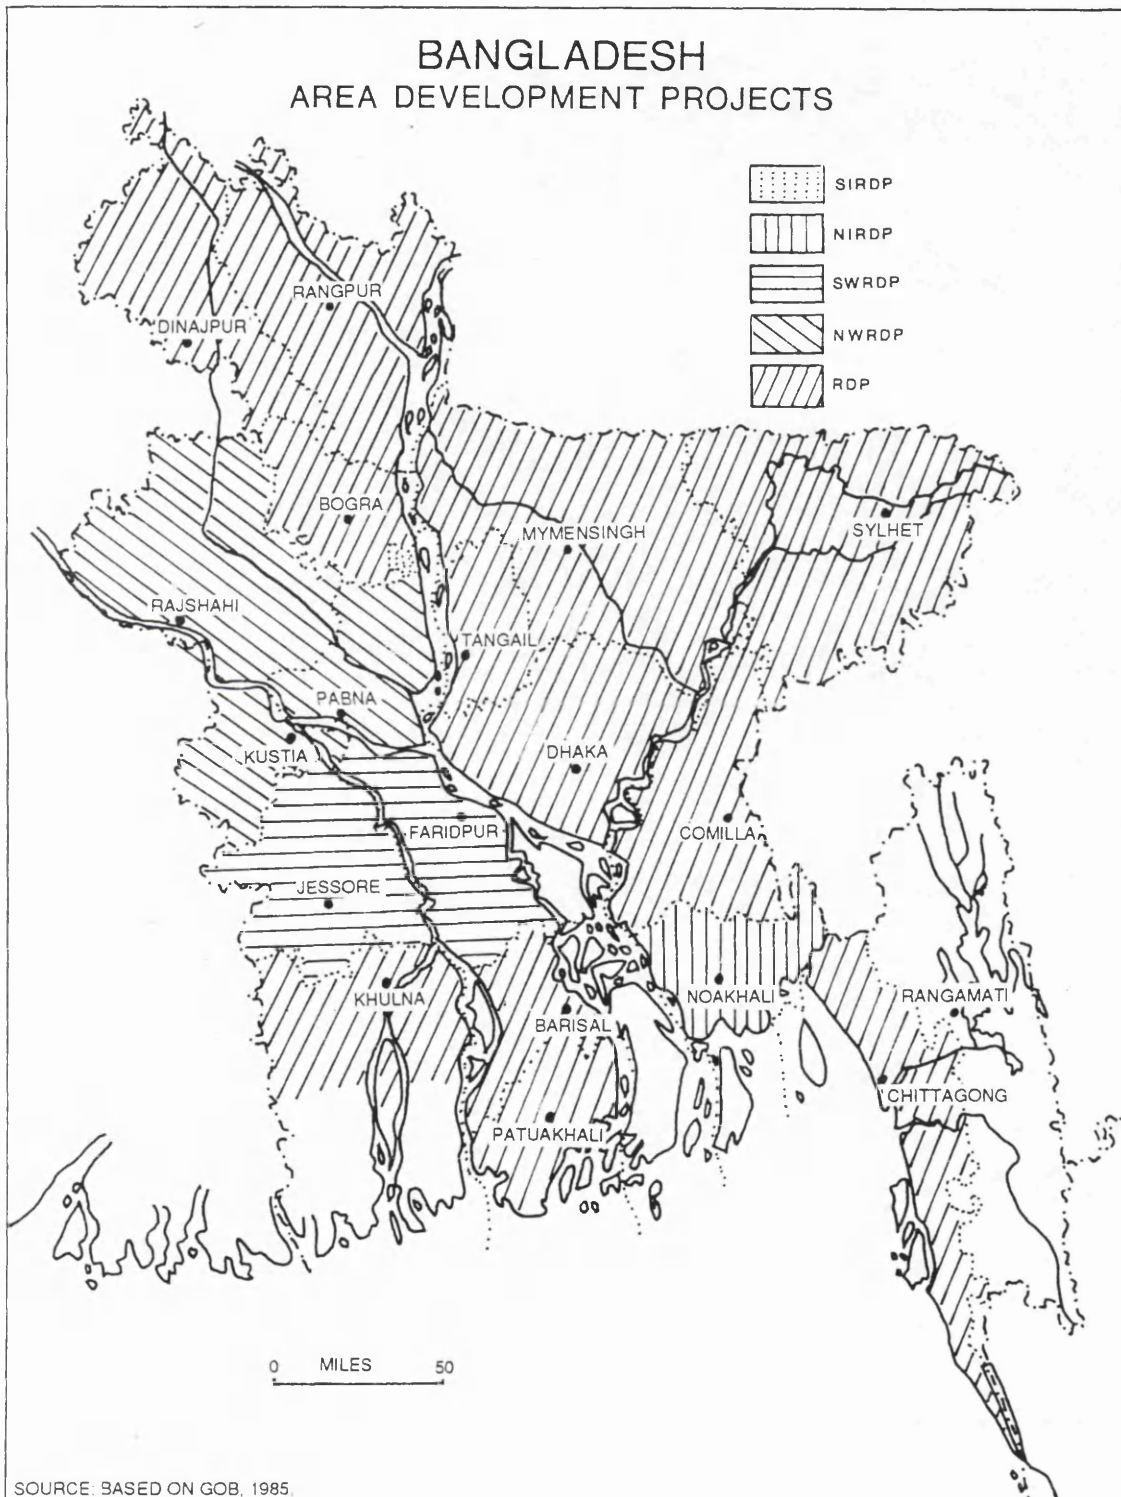 BANGLADESH
AREA DEVELOPMENT PROJECTS
SIRDP
NIRDP
SWRDP
NWRDP
RDP
RANGPUR
DINAJPUR
BOGRA
MYMENSINGH
SYLHET
RAJSHAHI
TANGAIL
PABNA
KUSTIA
DHAKA
FARIDPUR
COMILLA
JESSORE
KHULNA
NOAKHALI
RANGAMATI
BARISAL
CHITTAGONG
PATUAKHALI
0 MILES 50
SOURCE: BASED ON GOB, 1985.